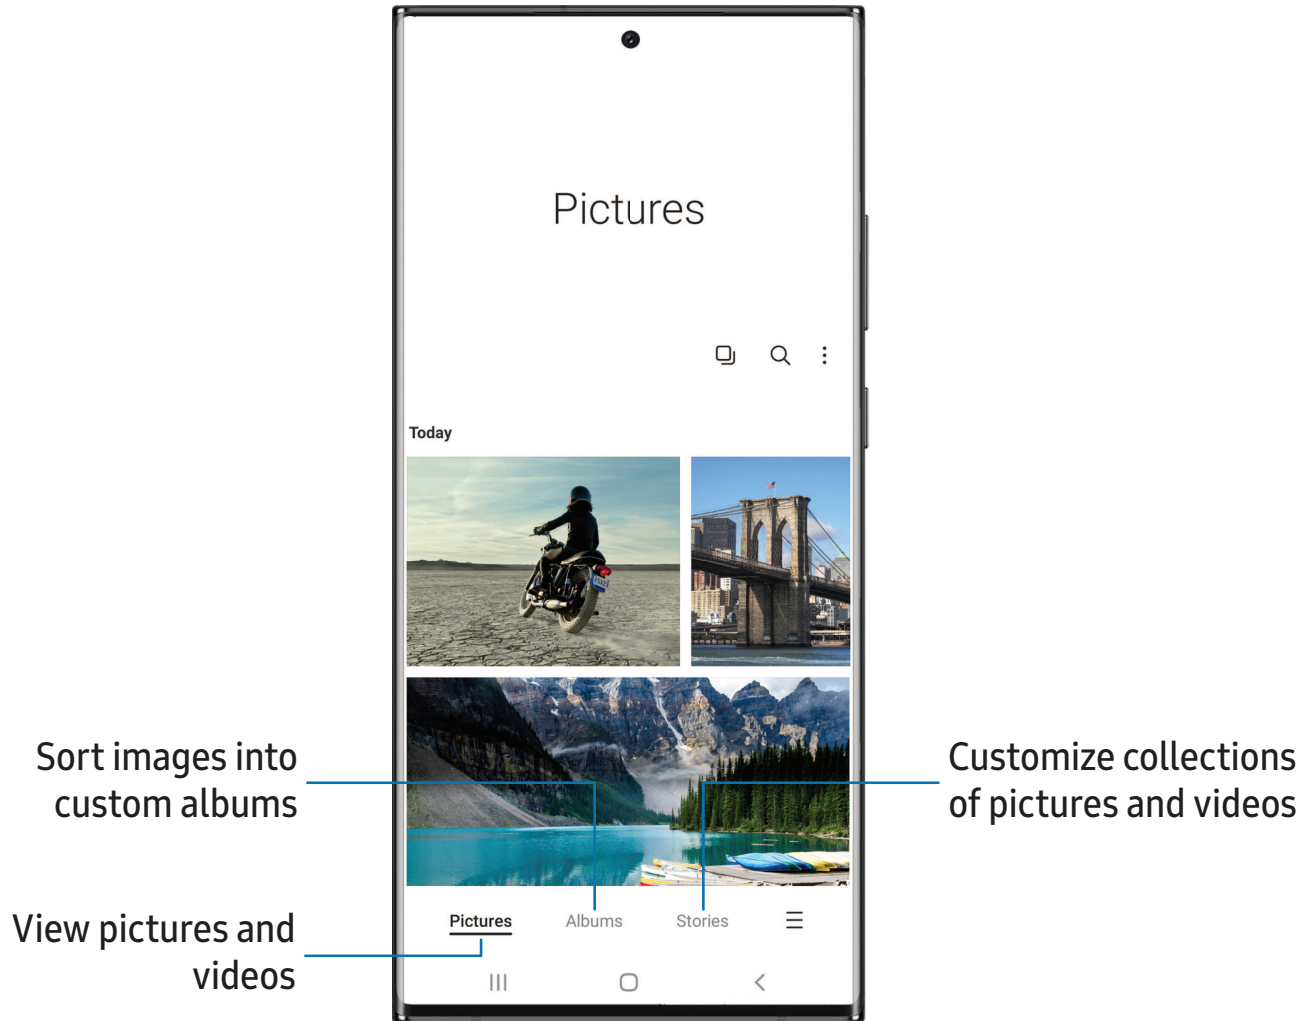 Pictures
Today
Sort images into
custom albums
Customize collections
of pictures and videos
View pictures and
videos
Pictures
Albums
Stories